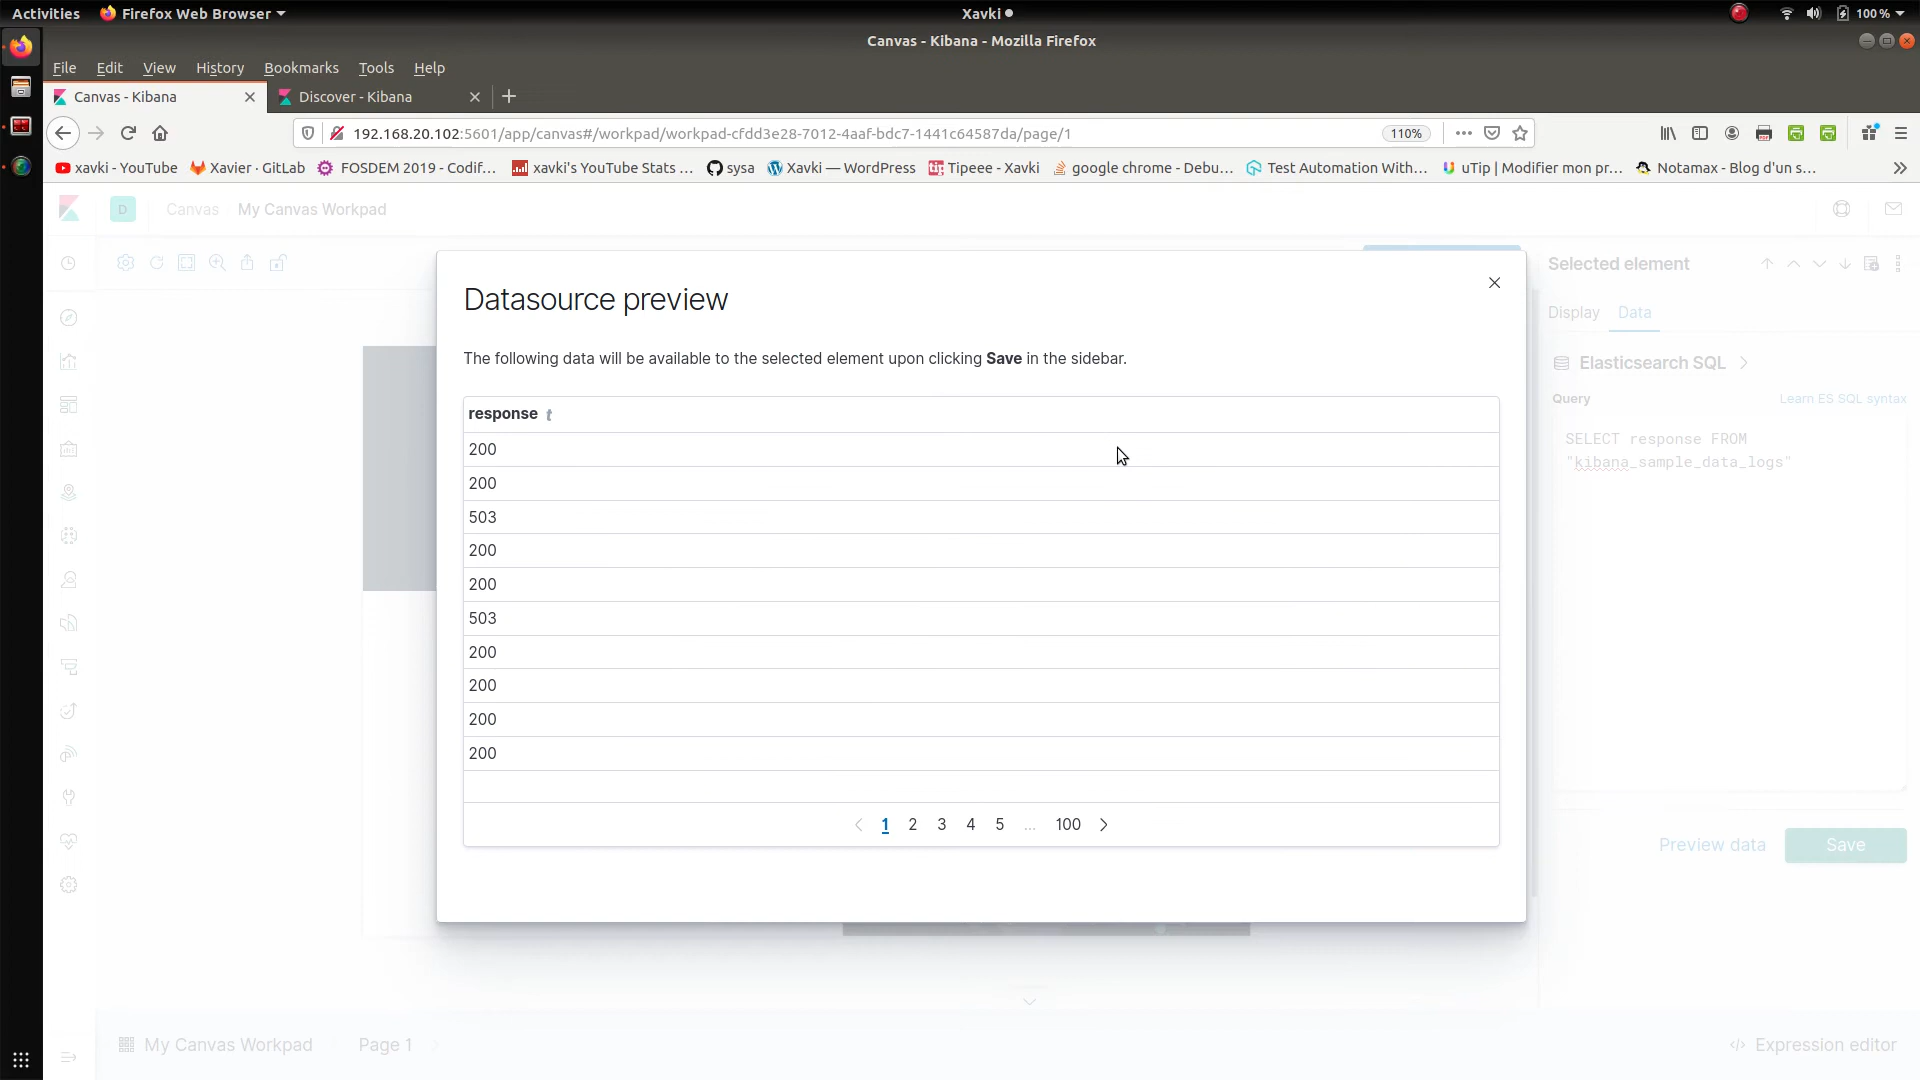 Activities Firefox Web Browser Xavki 100 %
Canvas - Kibana - Mozilla Firefox
File Edit View History Bookmarks Tools Help
Canvas - Kibana Discover - Kibana
192.168.20.102:5601/app/canvas#/workpad/workpad-cfdd3e28-7012-4aaf-bdc7-1441c64587da/page/1 110%
xavki - YouTube Xavier · GitLab FOSDEM 2019 - Codif... xavki's YouTube Stats ... sysa Xavki — WordPress Tipeee - Xavki google chrome - Debu... Test Automation With... uTip | Modifier mon pr... Notamax - Blog d'un s...
D Canvas My Canvas Workpad
Selected element
Datasource preview
Display Data
The following data will be available to the selected element upon clicking Save in the sidebar.
Elasticsearch SQL
Query Learn ES SQL syntax
response t
SELECT response FROM
"kibana_sample_data_logs"
200
200
503
200
200
503
200
200
200
200
1 2 3 4 5 ... 100
Preview data Save
My Canvas Workpad Page 1 Expression editor